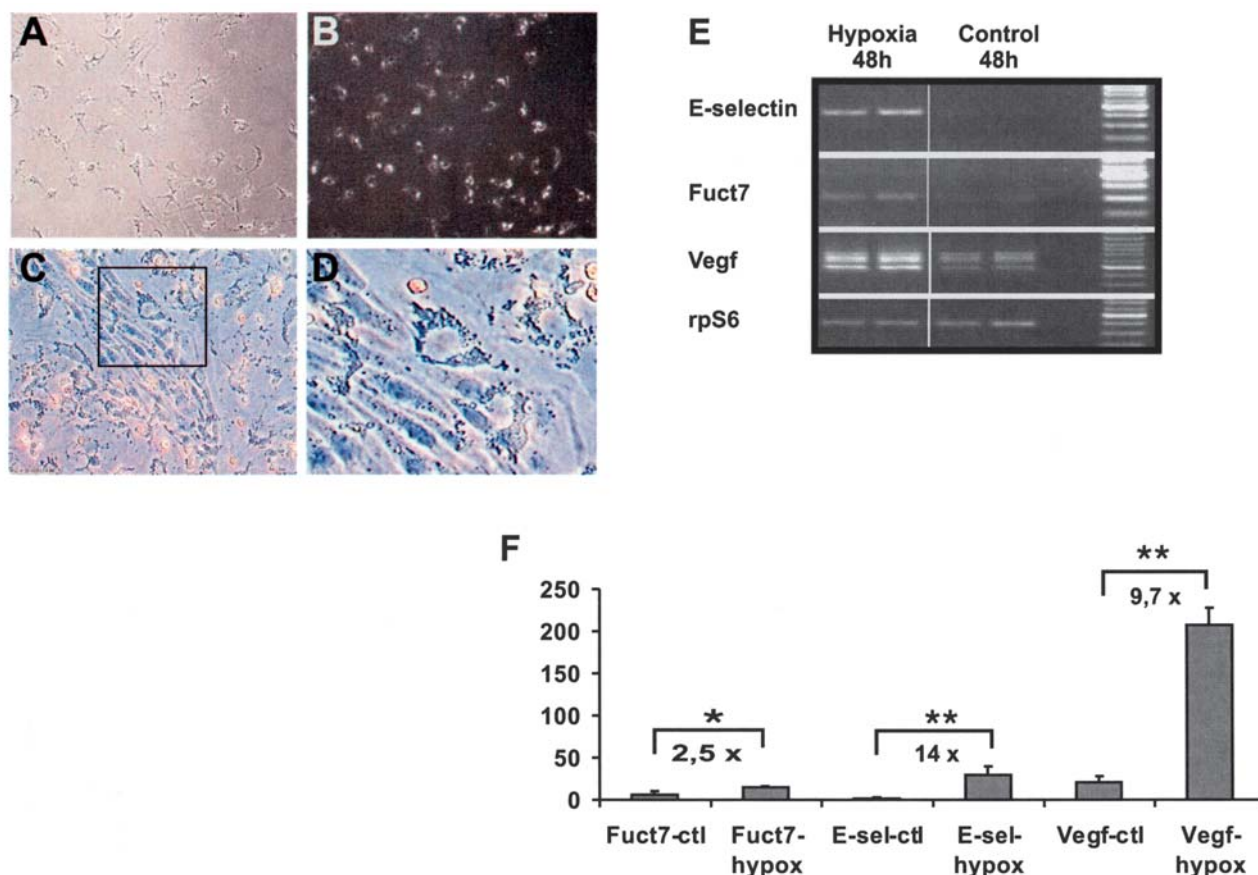 A
B
C
D
E
Hypoxia 48h
Control 48h
E-selectin
Fuct7
Vegf
rpS6
F
250
200
150
100
50
0
*
2,5 x
**
14 x
**
9,7 x
Fuct7-ctl
Fuct7-hypox
E-sel-ctl
E-sel-hypox
Vegf-ctl
Vegf-hypox